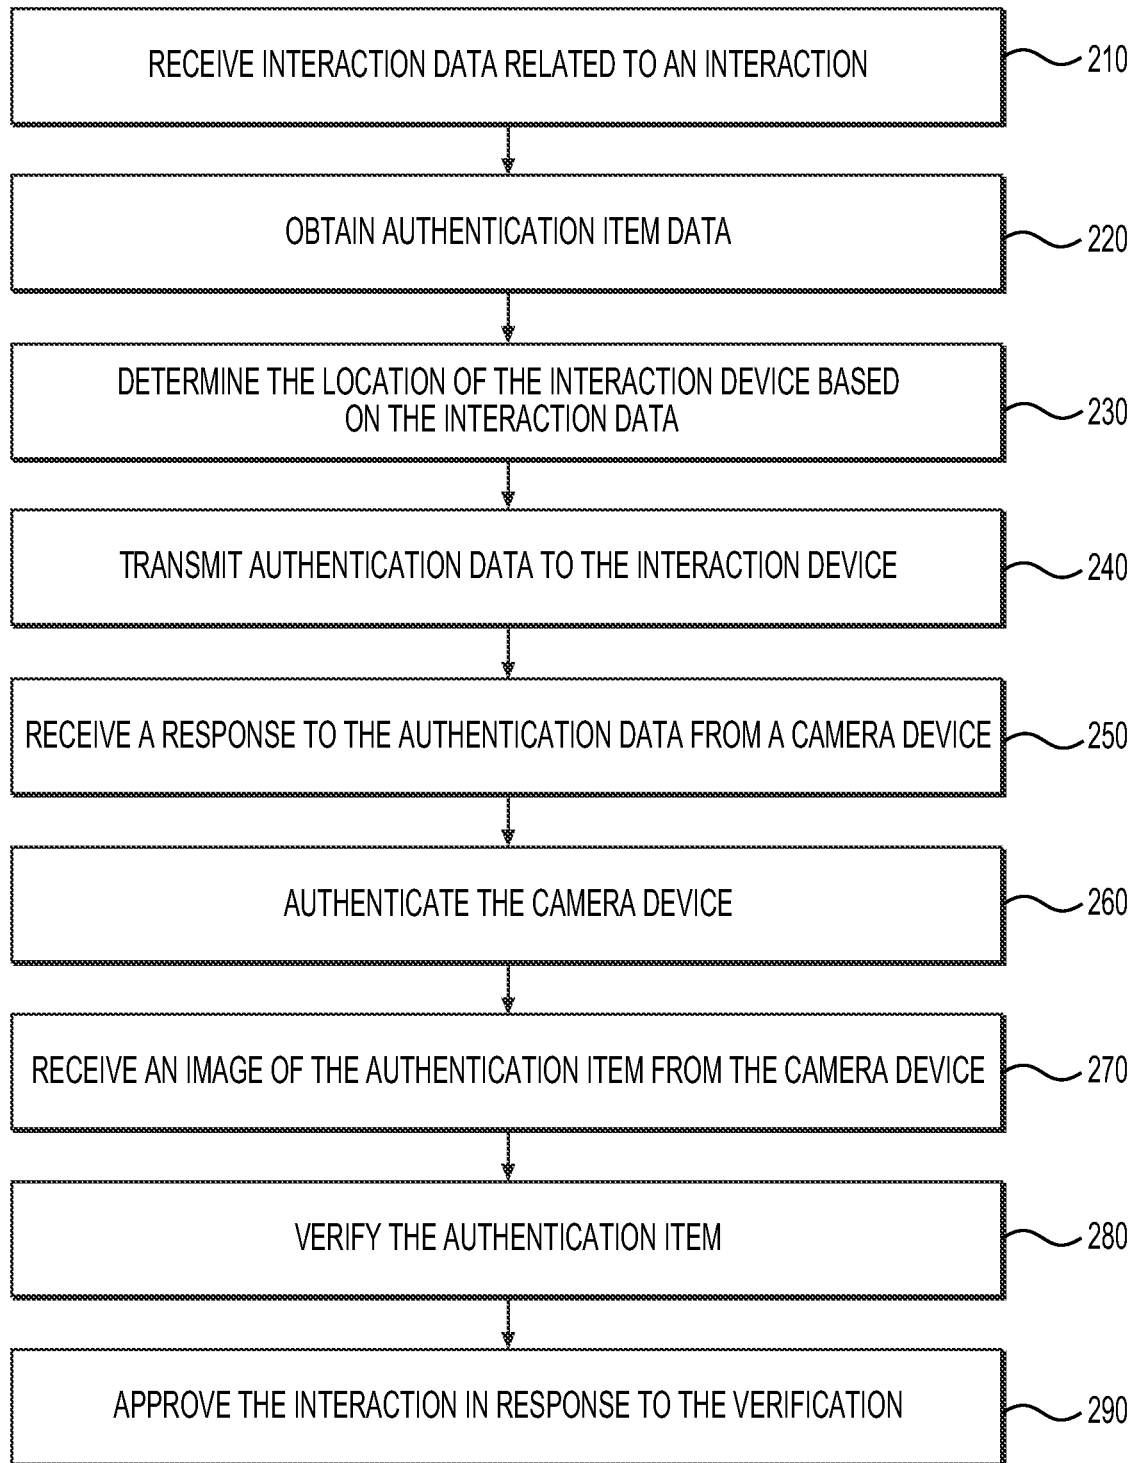 RECEIVE INTERACTION DATA RELATED TO AN INTERACTION
210
OBTAIN AUTHENTICATION ITEM DATA
220
DETERMINE THE LOCATION OF THE INTERACTION DEVICE BASED
ON THE INTERACTION DATA
230
TRANSMIT AUTHENTICATION DATA TO THE INTERACTION DEVICE
240
RECEIVE A RESPONSE TO THE AUTHENTICATION DATA FROM A CAMERA DEVICE
250
AUTHENTICATE THE CAMERA DEVICE
260
RECEIVE AN IMAGE OF THE AUTHENTICATION ITEM FROM THE CAMERA DEVICE
270
VERIFY THE AUTHENTICATION ITEM
280
APPROVE THE INTERACTION IN RESPONSE TO THE VERIFICATION
290